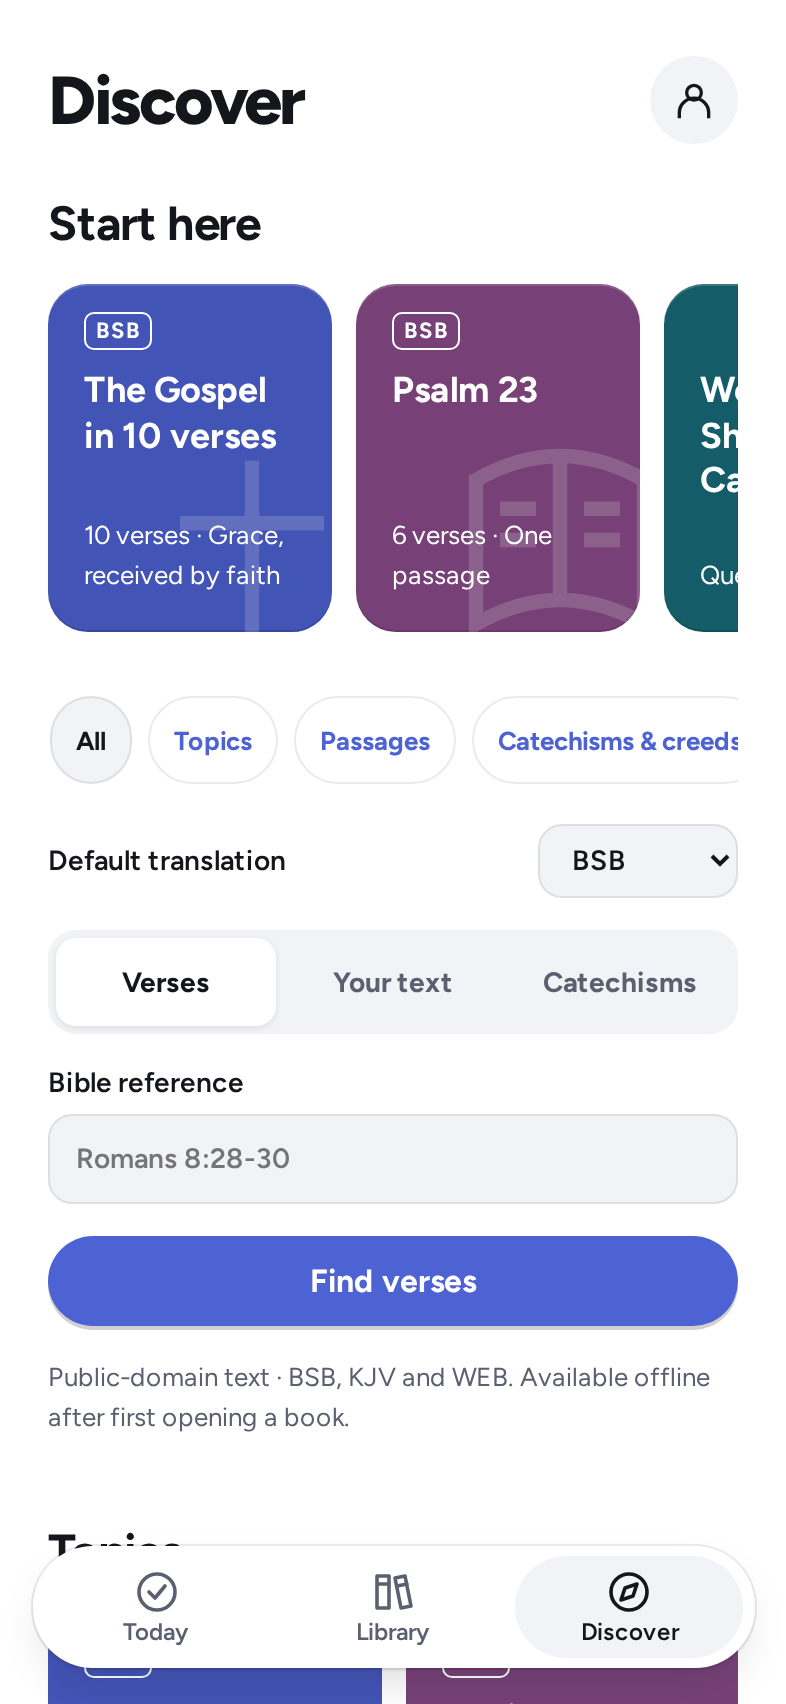 Discover
Start here
BSB
The Gospel
in 10 verses
10 verses · Grace,
received by faith
BSB
Psalm 23
6 verses · One
passage
All
Topics
Passages
Catechisms & creeds
Default translation
BSB
Verses
Your text
Catechisms
Bible reference
Romans 8:28-30
Find verses
Public-domain text · BSB, KJV and WEB. Available offline
after first opening a book.
Topics
Today
Library
Discover